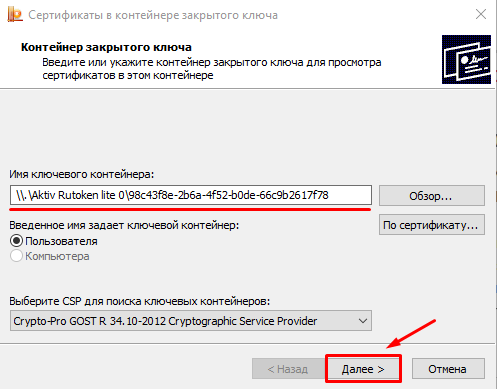 Сертификаты в контейнере закрытого ключа
Контейнер закрытого ключа
Введите или укажите контейнер закрытого ключа для просмотра
сертификатов в этом контейнере
Имя ключевого контейнера:
\\.\Aktiv Rutoken lite 0\98c43f8e-2b6a-4f52-b0de-66c9b2617f78
Обзор...
Введенное имя задает ключевой контейнер:
По сертификату...
Пользователя
Компьютера
Выберите CSP для поиска ключевых контейнеров:
Crypto-Pro GOST R 34.10-2012 Cryptographic Service Provider
< Назад
Далее >
Отмена